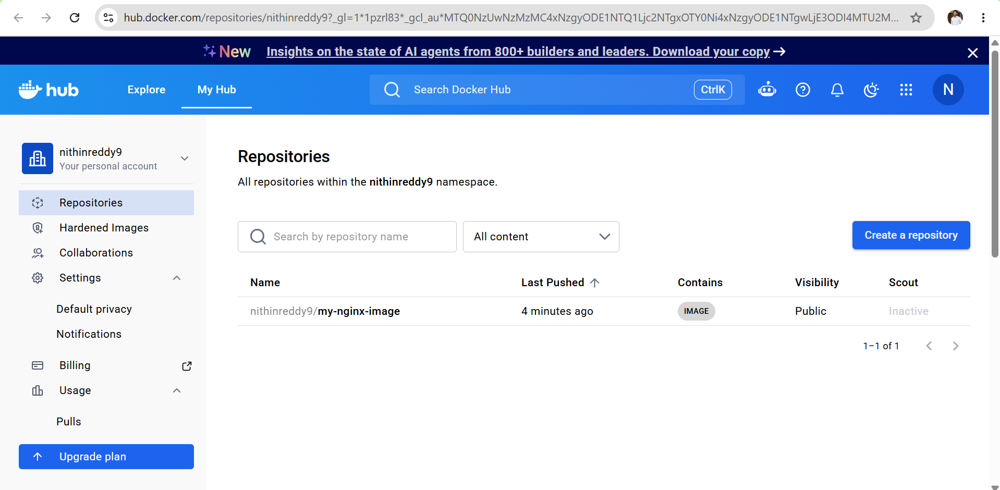 hub.docker.com/repositories/nithinreddy9?_gl=1*1pzrl83*_gcl_au*MTQ0NzUwNzMzMC4xNzgyODE1NTQ1Ljc2NTgxOTY0Ni4xNzgyODE1NTgwLjE3ODI4MTU2M...
New Insights on the state of AI agents from 800+ builders and leaders. Download your copy →
hub
Explore
My Hub
Search Docker Hub
CtrlK
N
nithinreddy9
Your personal account
Repositories
Hardened Images
Collaborations
Settings
Default privacy
Notifications
Billing
Usage
Pulls
Upgrade plan
Repositories
All repositories within the nithinreddy9 namespace.
Search by repository name
All content
Create a repository
Name Last Pushed Contains Visibility Scout
nithinreddy9/my-nginx-image 4 minutes ago IMAGE Public Inactive
1–1 of 1